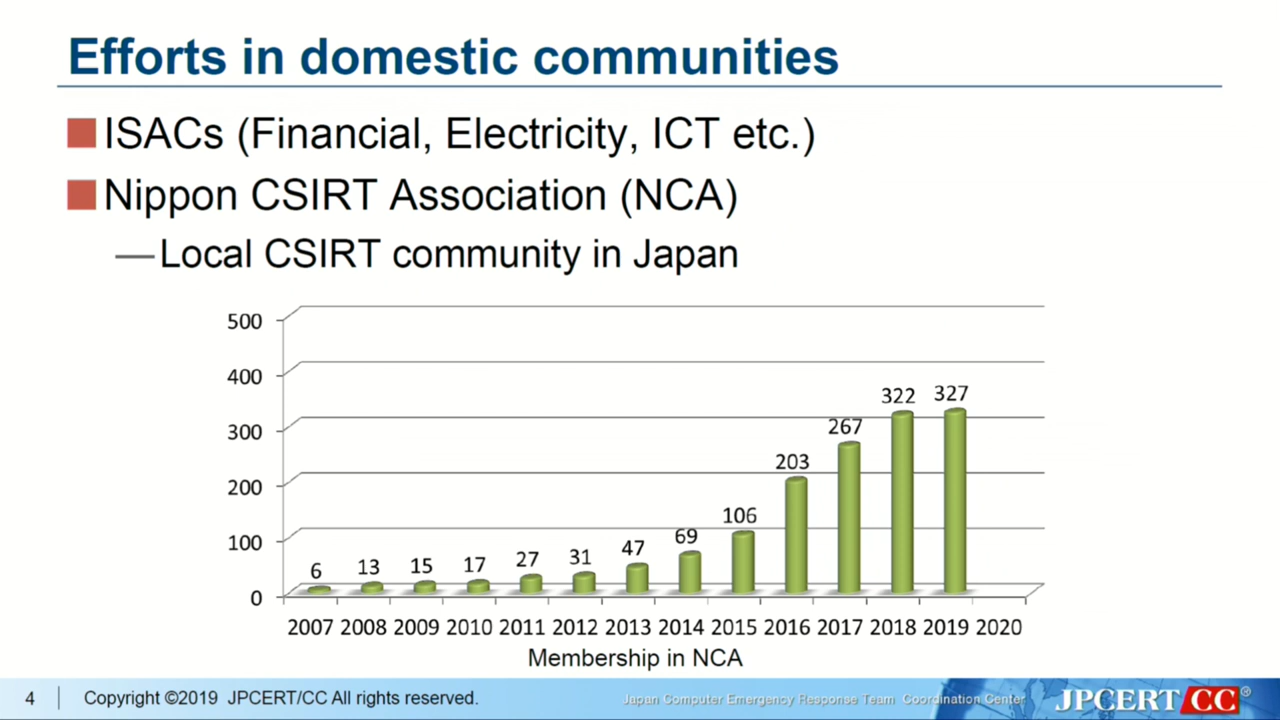 Efforts in domestic communities
ISACs (Financial, Electricity, ICT etc.)
Nippon CSIRT Association (NCA)
—Local CSIRT community in Japan
500
400
300
200
100
0
6 13 15 17 27 31 47 69 106 203 267 322 327
2007 2008 2009 2010 2011 2012 2013 2014 2015 2016 2017 2018 2019 2020
Membership in NCA
4 Copyright ©2019 JPCERT/CC All rights reserved.
Japan Computer Emergency Response Team Coordination Center
JPCERT CC®